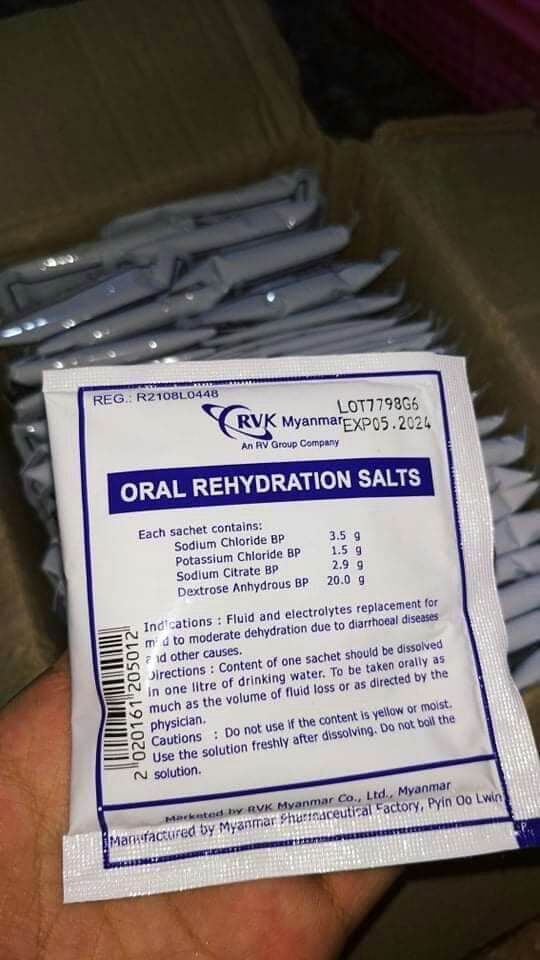 REG.: R2108L0448
RVK Myanmar
LOT7798G6
EXP05.2024
An RV Group Company
ORAL REHYDRATION SALTS
Each sachet contains:
Sodium Chloride BP 3.5 g
Potassium Chloride BP 1.5 g
Sodium Citrate BP 2.9 g
Dextrose Anhydrous BP 20.0 g
Indications : Fluid and electrolytes replacement for
mild to moderate dehydration due to diarrhoeal diseases
and other causes.
Directions : Content of one sachet should be dissolved
in one litre of drinking water. To be taken orally as
much as the volume of fluid loss or as directed by the
physician.
Cautions : Do not use if the content is yellow or moist.
Use the solution freshly after dissolving. Do not boil the
solution.
2 020161 205012
Marketed by RVK Myanmar Co., Ltd., Myanmar
Manufactured by Myanmar Pharmaceutical Factory, Pyin Oo Lwin